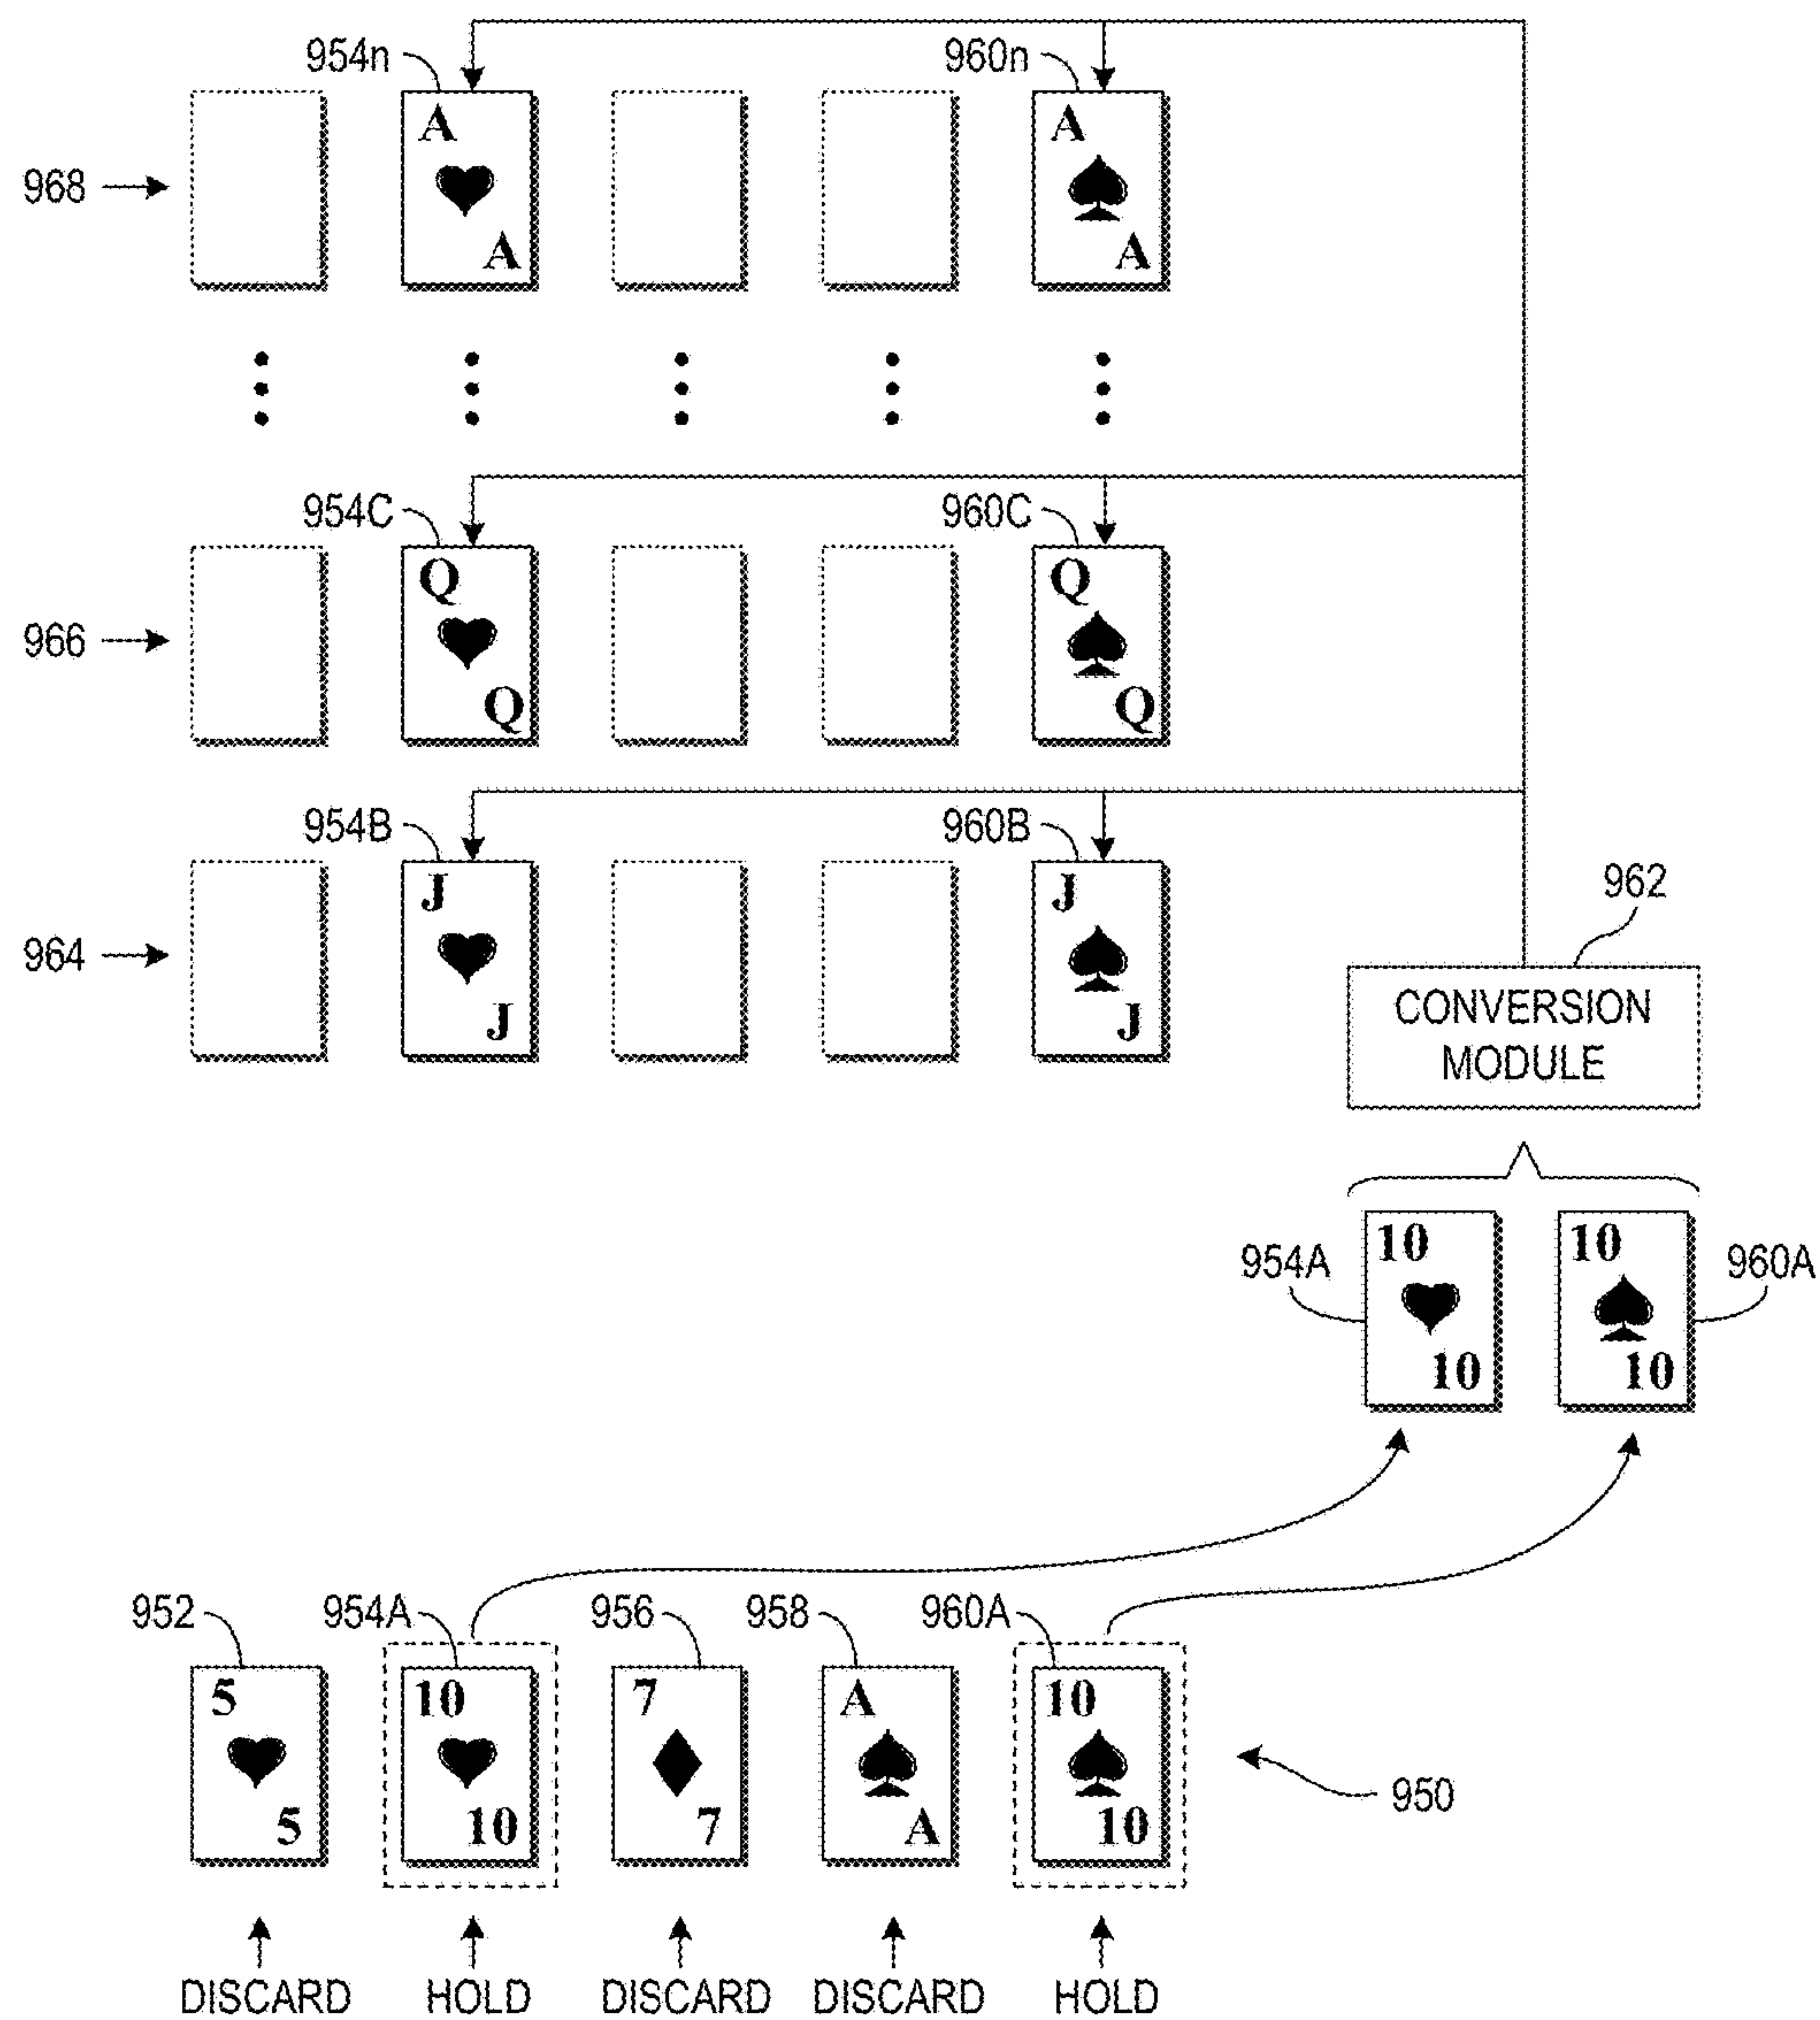 954n 960n
A A
968
A A
954C 960C
Q Q
966
Q Q
954B 960B
J J
962
964
CONVERSION
MODULE
J J
10 10
954A 960A
10 10
952 954A 956 958 960A
5 10 7 A 10
950
5 10 7 A 10
DISCARD HOLD DISCARD DISCARD HOLD